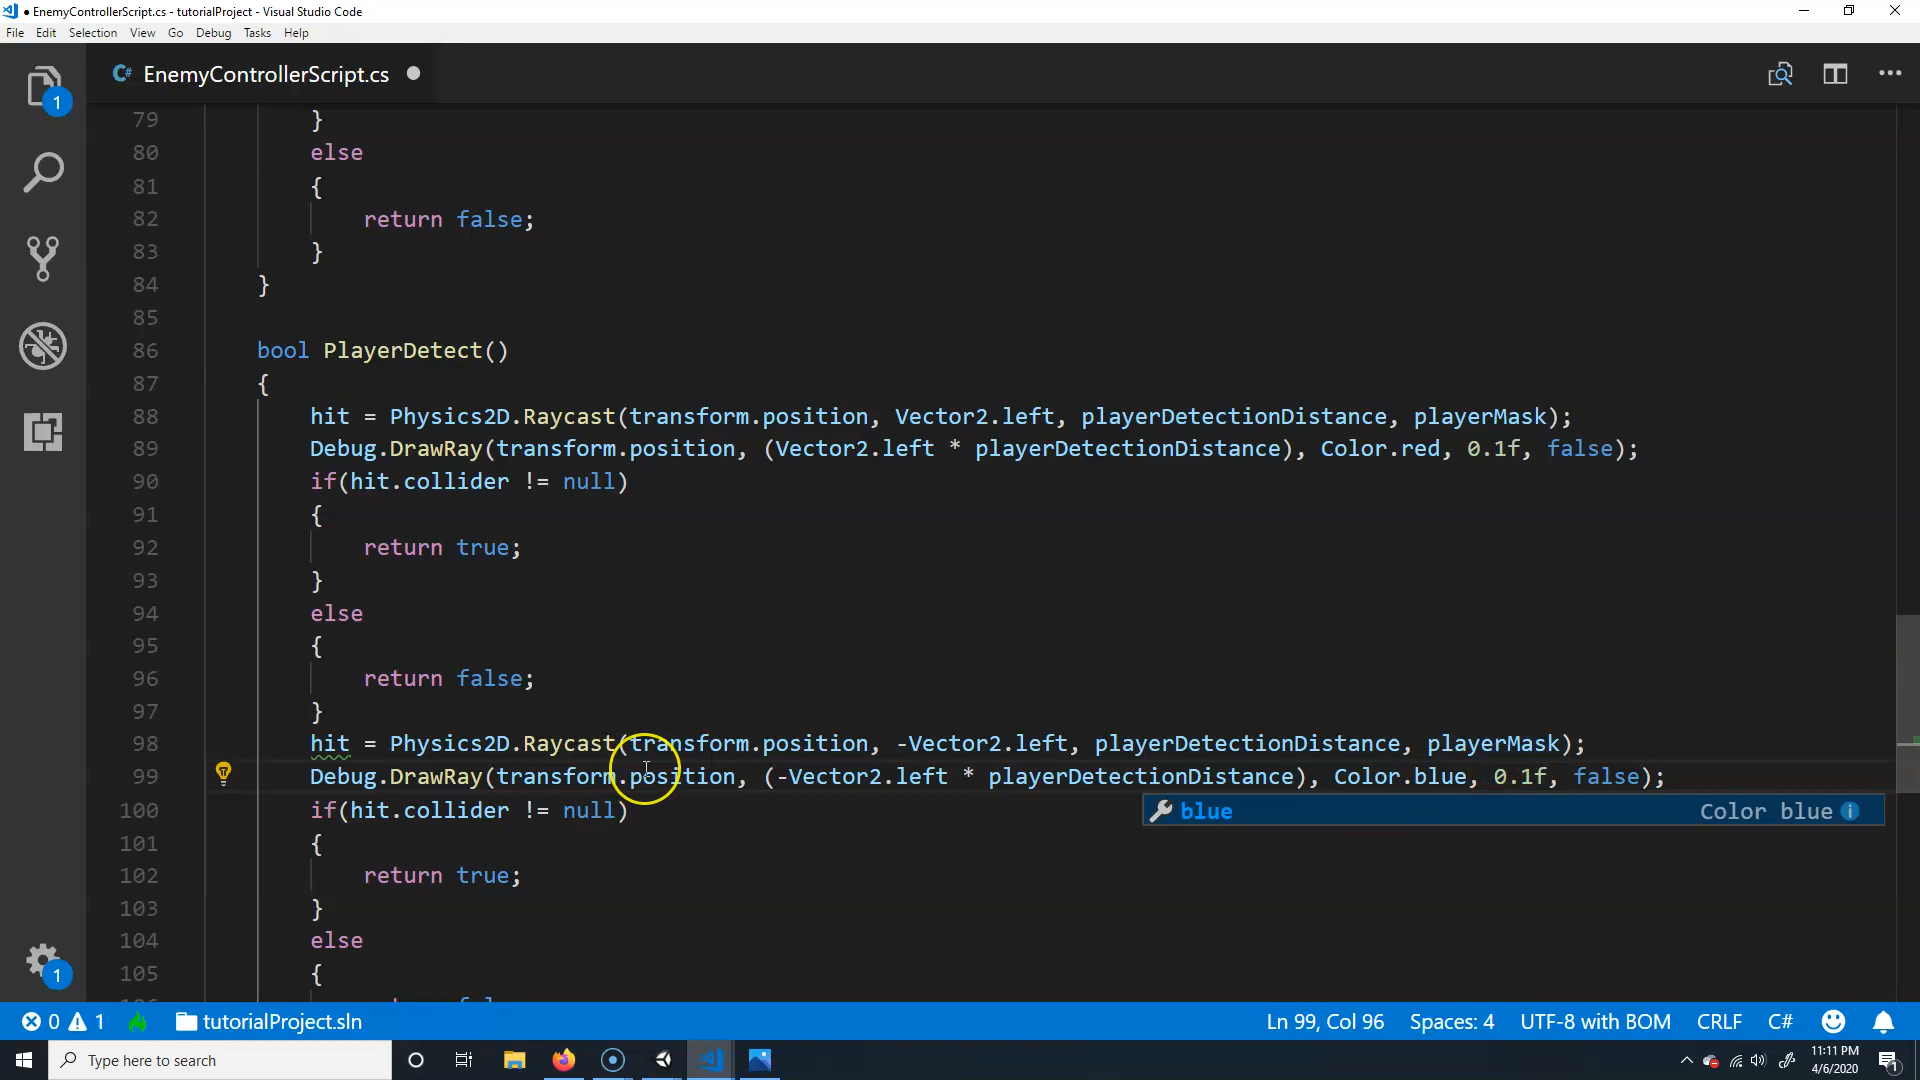 EnemyControllerScript.cs - tutorialProject - Visual Studio Code
File Edit Selection View Go Debug Tasks Help
1
C# EnemyControllerScript.cs
79 }
80 else
81 {
82 return false;
83 }
84 }
85
86 bool PlayerDetect()
87 {
88 hit = Physics2D.Raycast(transform.position, Vector2.left, playerDetectionDistance, playerMask);
89 Debug.DrawRay(transform.position, (Vector2.left * playerDetectionDistance), Color.red, 0.1f, false);
90 if(hit.collider != null)
91 {
92 return true;
93 }
94 else
95 {
96 return false;
97 }
98 hit = Physics2D.Raycast(transform.position, -Vector2.left, playerDetectionDistance, playerMask);
99 Debug.DrawRay(transform.position, (-Vector2.left * playerDetectionDistance), Color.blue, 0.1f, false);
blue Color blue
100 if(hit.collider != null)
101 {
102 return true;
103 }
104 else
105 {
1
0 1 tutorialProject.sln Ln 99, Col 96 Spaces: 4 UTF-8 with BOM CRLF C#
Type here to search
11:11 PM
4/6/2020
1